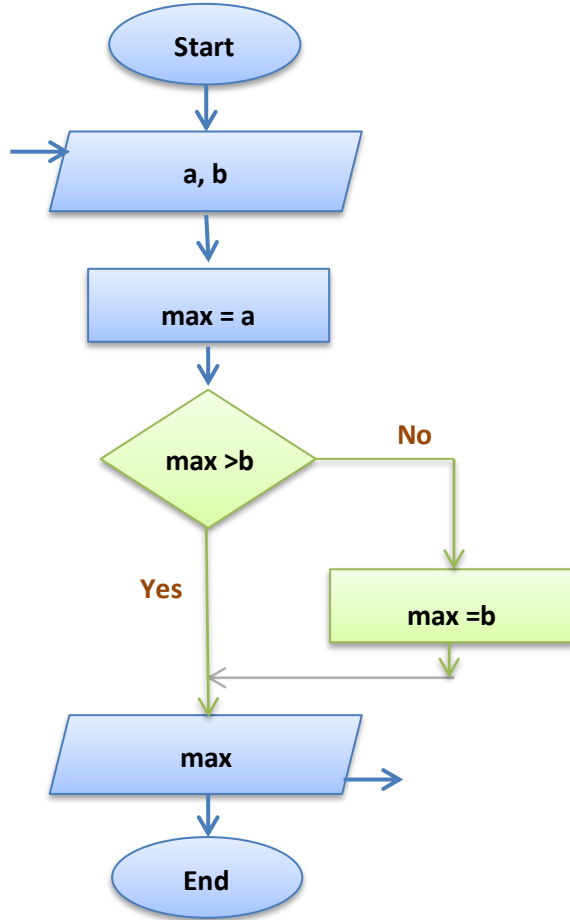 Start
a, b
max = a
max >b
No
Yes
max =b
max
End